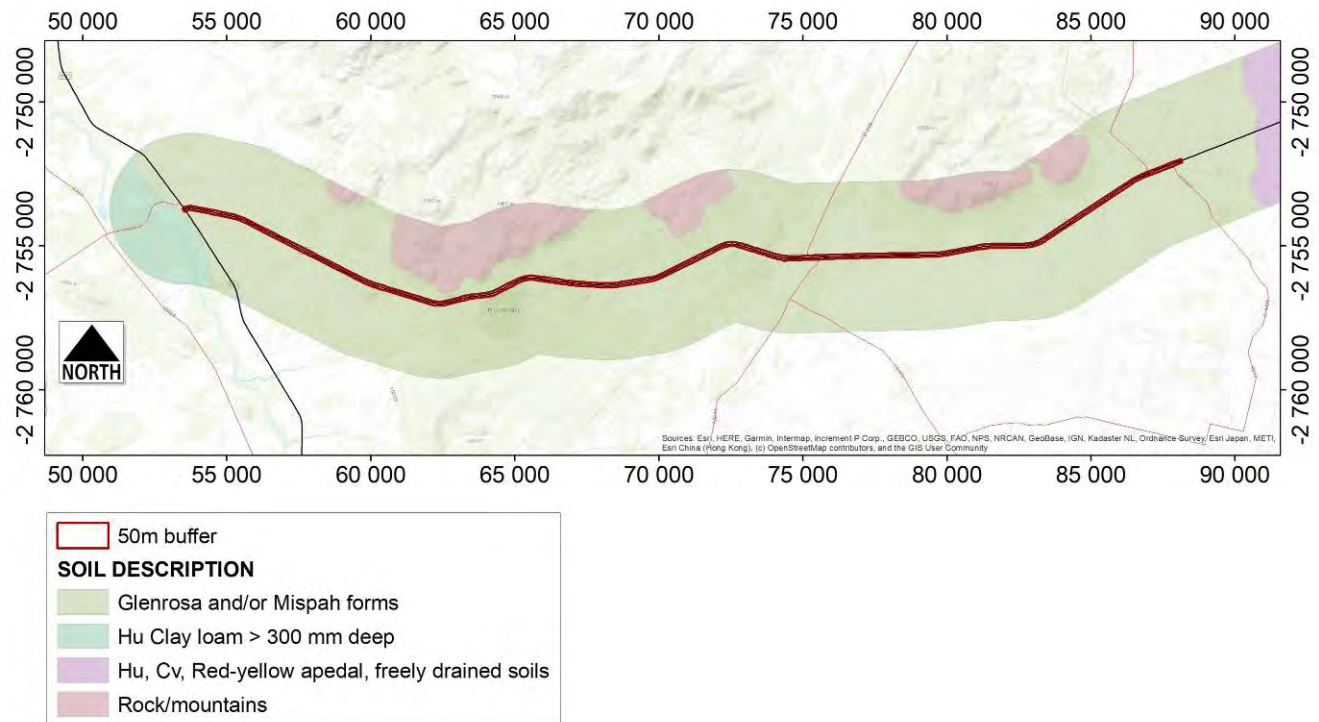 50 000 55 000 60 000 65 000 70 000 75 000 80 000 85 000 90 000
-2 750 000 -2 750 000
-2 755 000 -2 755 000
-2 760 000 -2 760 000
NORTH
Sources: Esri, HERE, Garmin, Intermap, increment P Corp., GEBCO, USGS, FAO, NPS, NRCAN, GeoBase, IGN, Kadaster NL, Ordnance Survey, Esri Japan, METI,
Esri China (Hong Kong), (c) OpenStreetMap contributors, and the GIS User Community
50 000 55 000 60 000 65 000 70 000 75 000 80 000 85 000 90 000
50m buffer
SOIL DESCRIPTION
Glenrosa and/or Mispah forms
Hu Clay loam > 300 mm deep
Hu, Cv, Red-yellow apedal, freely drained soils
Rock/mountains